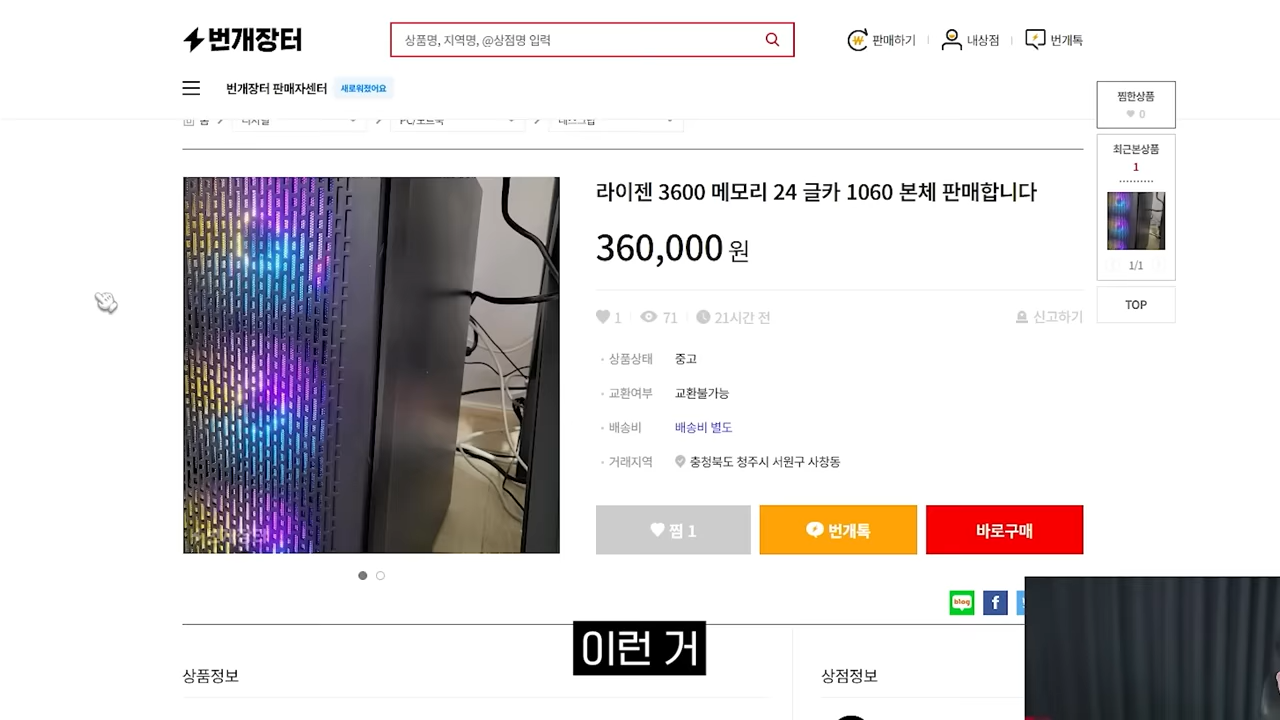 번개장터
상품명, 지역명, @상점명 입력
판매하기
내상점
번개톡
번개장터 판매자센터
새로워졌어요
찜한상품
0
최근본상품
1
1/1
TOP
라이젠 3600 메모리 24 글카 1060 본체 판매합니다
360,000 원
1
71
21시간 전
신고하기
상품상태 중고
교환여부 교환불가능
배송비 배송비 별도
거래지역 충청북도 청주시 서원구 사창동
찜 1
번개톡
바로구매
blog
f
이런 거
상품정보
상점정보